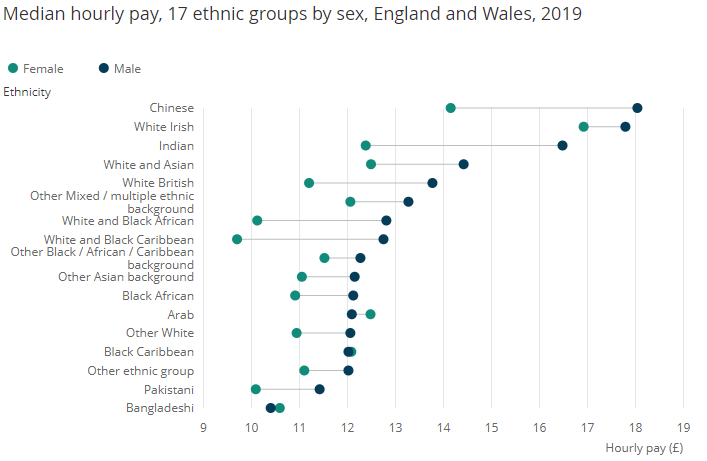 Median hourly pay, 17 ethnic groups by sex, England and Wales, 2019
Female Male
Ethnicity
Chinese
White Irish
Indian
White and Asian
White British
Other Mixed / multiple ethnic
background
White and Black African
White and Black Caribbean
Other Black / African / Caribbean
background
Other Asian background
Black African
Arab
Other White
Black Caribbean
Other ethnic group
Pakistani
Bangladeshi
9 10 11 12 13 14 15 16 17 18 19
Hourly pay (£)